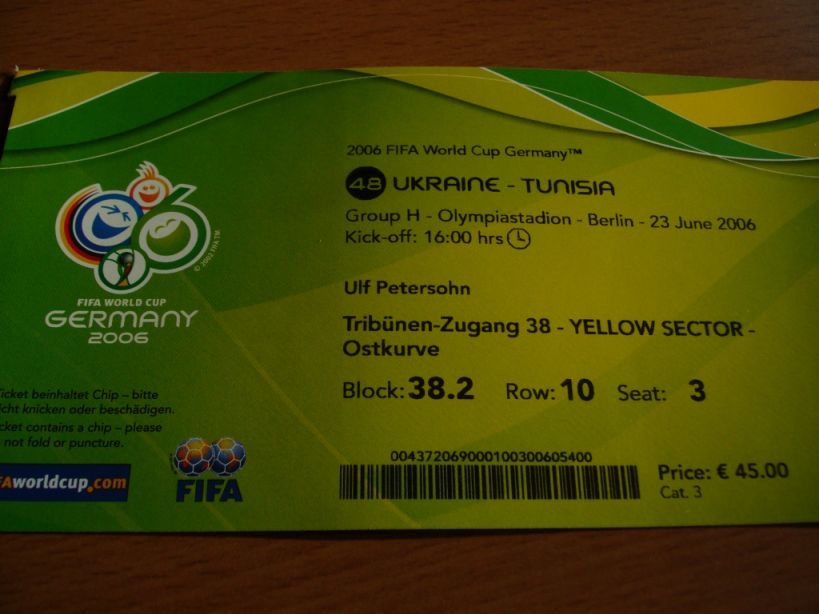 2006 FIFA World Cup Germany™
48 UKRAINE - TUNISIA
Group H - Olympiastadion - Berlin - 23 June 2006
Kick-off: 16:00 hrs
Ulf Petersohn
Tribünen-Zugang 38 - YELLOW SECTOR -
Ostkurve
Block: 38.2 Row: 10 Seat: 3
00437206900010030060540​0
Price: € 45.00
Cat. 3
© 2002 FIFA TM
FIFA WORLD CUP
GERMANY
2006
icket beinhaltet Chip – bitte
icht knicken oder beschädigen.
cket contains a chip – please
not fold or puncture.
FAworldcup.com
FIFA